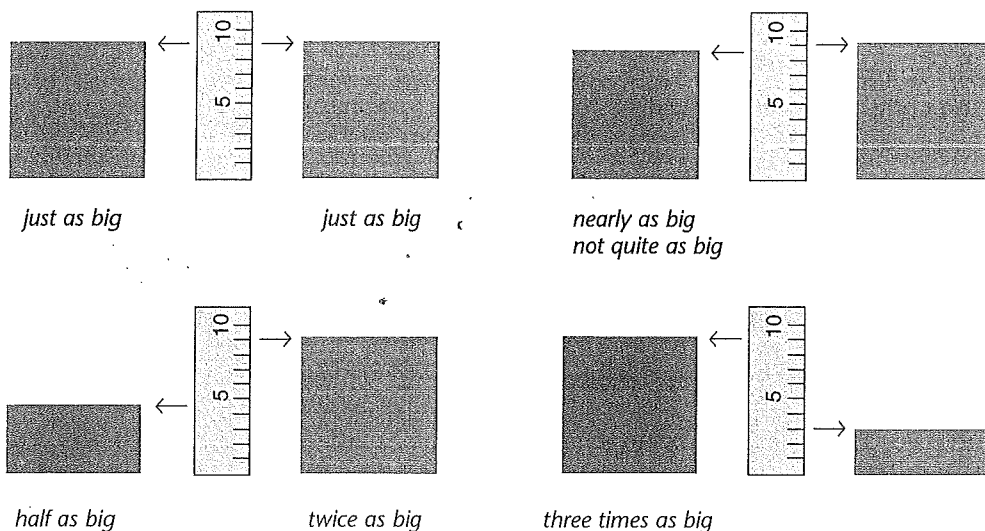 10
5
10
5
just as big
just as big
nearly as big
not quite as big
10
5
10
5
half as big
twice as big
three times as big